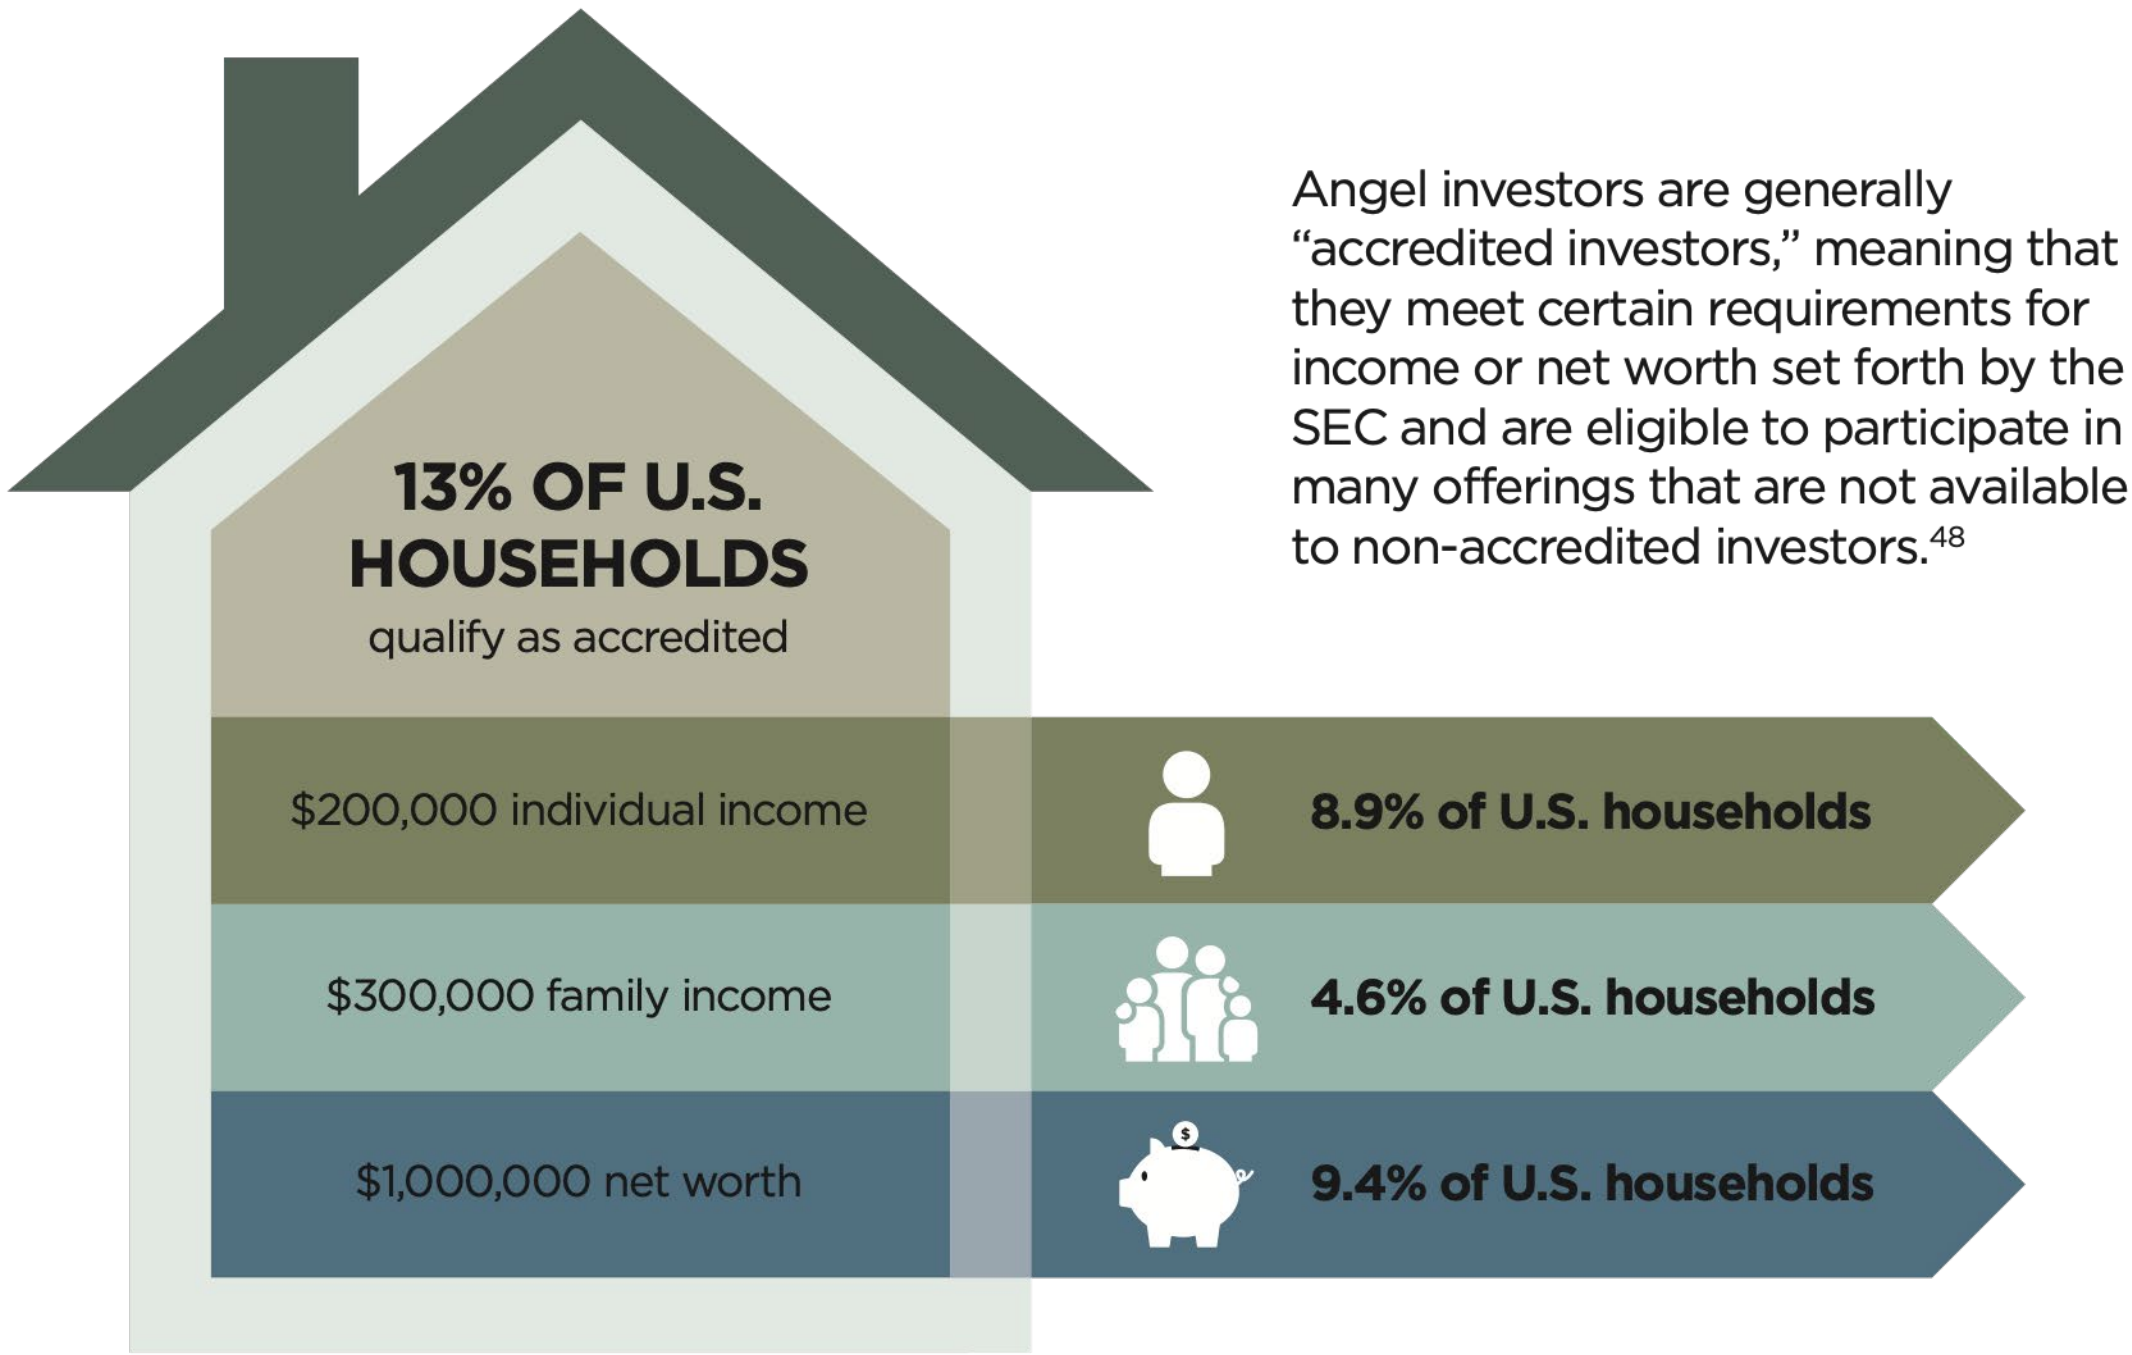 Angel investors are generally
“accredited investors,” meaning that
they meet certain requirements for
income or net worth set forth by the
SEC and are eligible to participate in
many offerings that are not available
to non-accredited investors.48
13% OF U.S.
HOUSEHOLDS
qualify as accredited
$200,000 individual income
8.9% of U.S. households
$300,000 family income
4.6% of U.S. households
$1,000,000 net worth
$
9.4% of U.S. households